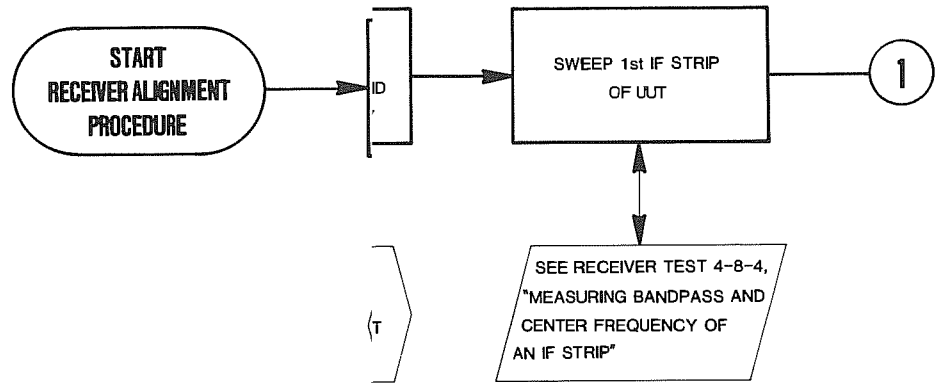 START
RECEIVER ALIGNMENT
PROCEDURE
ID
SWEEP 1st IF STRIP
OF UUT
1
T
SEE RECEIVER TEST 4-8-4,
"MEASURING BANDPASS AND
CENTER FREQUENCY OF
AN IF STRIP"